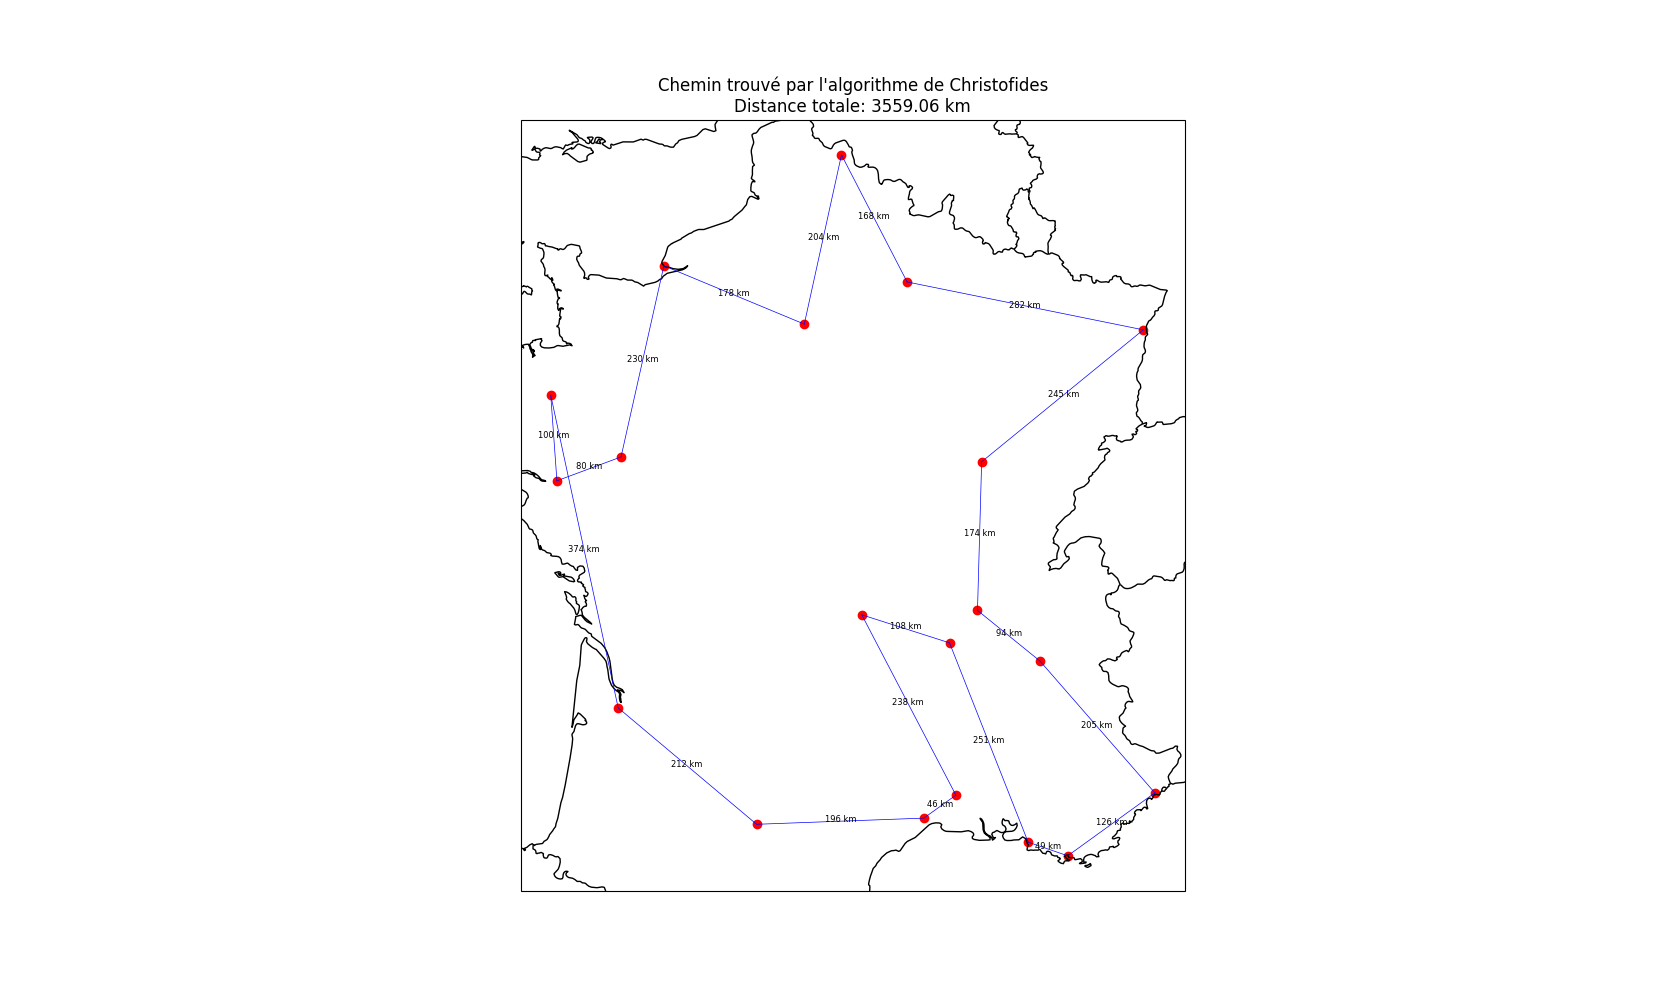 Chemin trouvé par l'algorithme de Christofides
Distance totale: 3559.06 km
168 km
204 km
178 km
282 km
230 km
245 km
100 km
80 km
174 km
374 km
108 km
94 km
238 km
205 km
251 km
212 km
46 km
196 km
126 km
49 km